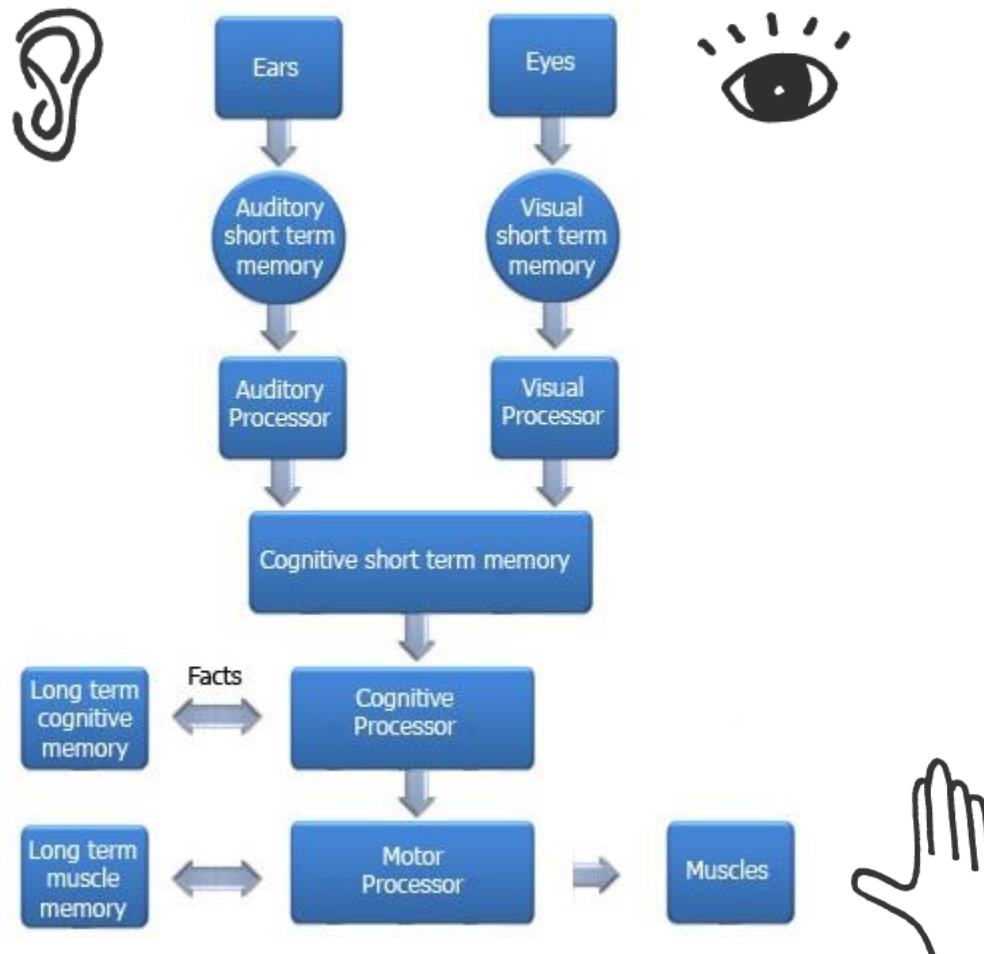 Ears
Eyes
Auditory
short term
memory
Visual
short term
memory
Auditory
Processor
Visual
Processor
Cognitive short term memory
Facts
Long term
cognitive
memory
Cognitive
Processor
Long term
muscle
memory
Motor
Processor
Muscles